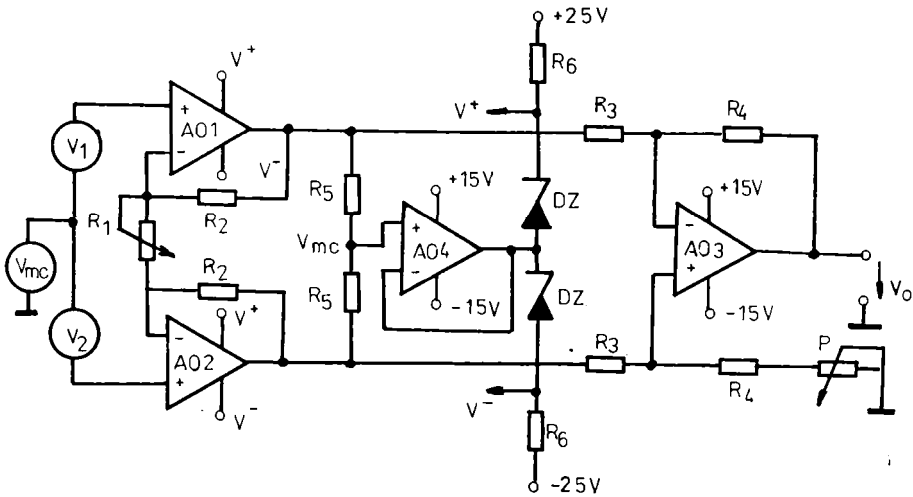 +25V
R6
V+
V+
R3
R4
V1
+
AO1
-
V-
R5
+15V
DZ
+15V
R1
R2
Vmc
+
AO4
-
-
AO3
+
Vmc
R2
R5
-15V
DZ
-15V
Vo
V2
V+
-
AO2
+
R3
P
R4
V-
V-
R6
-25V